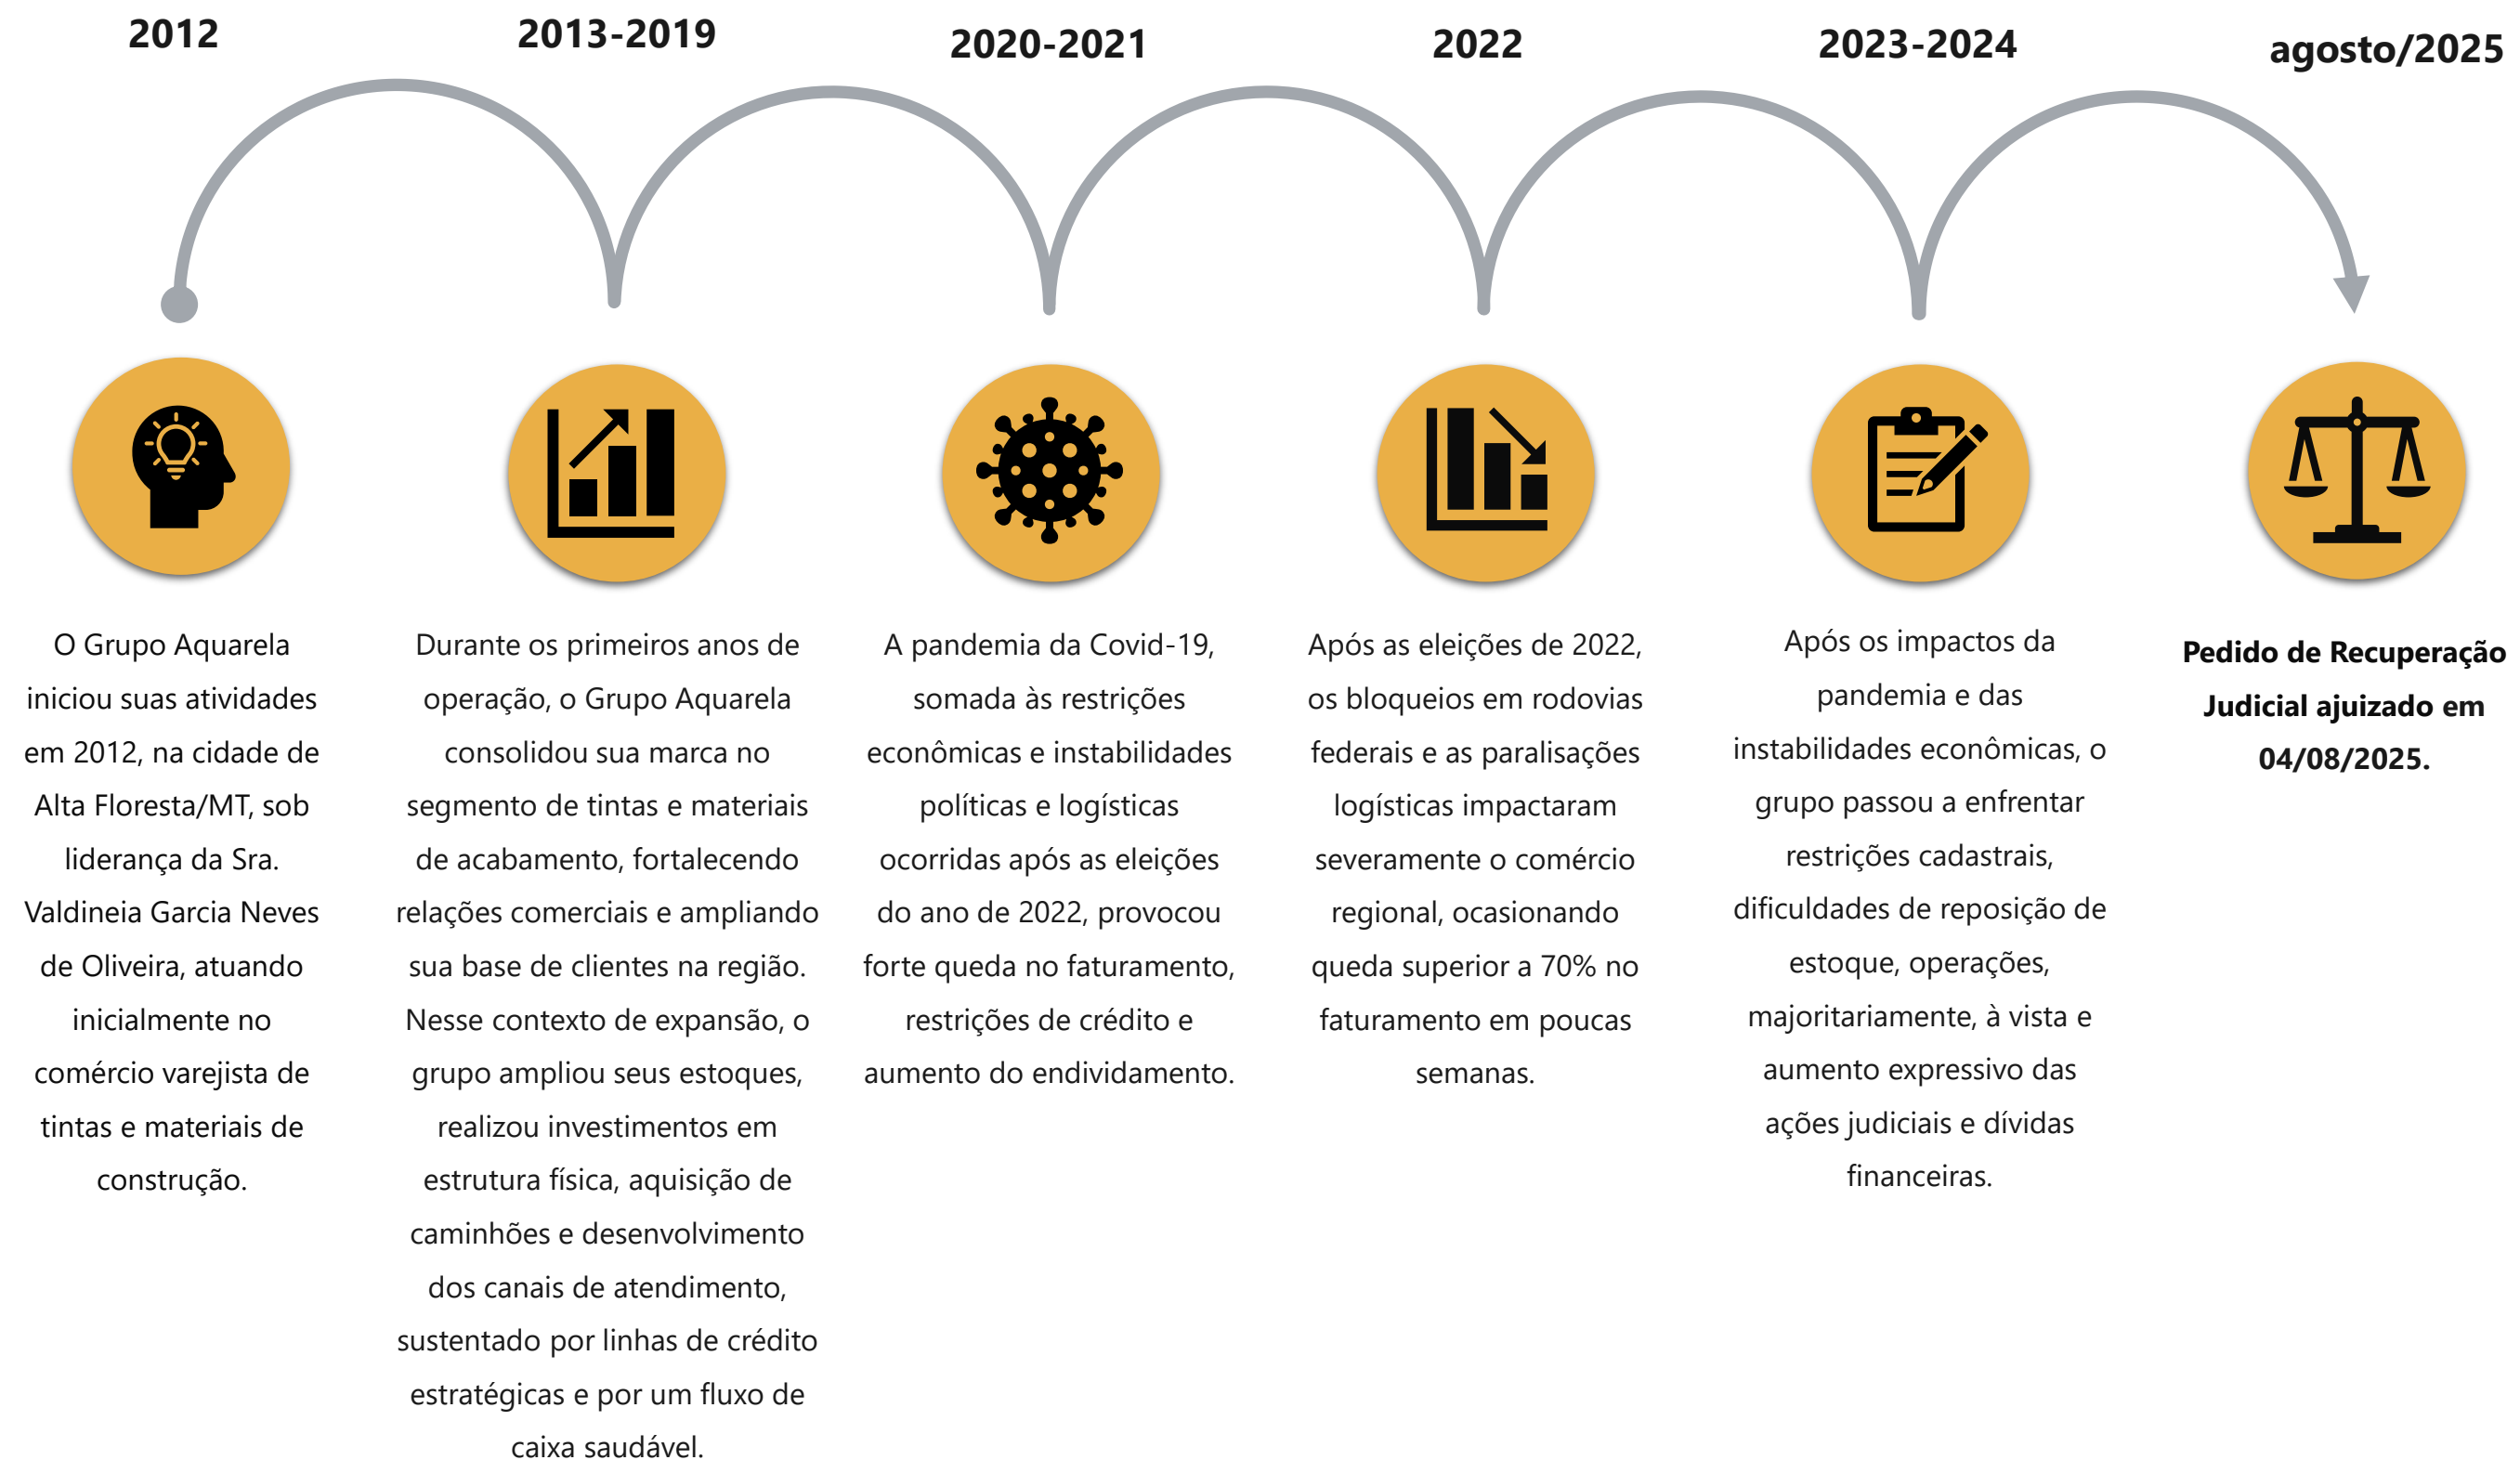 2012
O Grupo Aquarela
iniciou suas atividades
em 2012, na cidade de
Alta Floresta/MT, sob
liderança da Sra.
Valdineia Garcia Neves
de Oliveira, atuando
inicialmente no
comércio varejista de
tintas e materiais de
construção.
2013-2019
Durante os primeiros anos de
operação, o Grupo Aquarela
consolidou sua marca no
segmento de tintas e materiais
de acabamento, fortalecendo
relações comerciais e ampliando
sua base de clientes na região.
Nesse contexto de expansão, o
grupo ampliou seus estoques,
realizou investimentos em
estrutura física, aquisição de
caminhões e desenvolvimento
dos canais de atendimento,
sustentado por linhas de crédito
estratégicas e por um fluxo de
caixa saudável.
2020-2021
A pandemia da Covid-19,
somada às restrições
econômicas e instabilidades
políticas e logísticas
ocorridas após as eleições
do ano de 2022, provocou
forte queda no faturamento,
restrições de crédito e
aumento do endividamento.
2022
Após as eleições de 2022,
os bloqueios em rodovias
federais e as paralisações
logísticas impactaram
severamente o comércio
regional, ocasionando
queda superior a 70% no
faturamento em poucas
semanas.
2023-2024
Após os impactos da
pandemia e das
instabilidades econômicas, o
grupo passou a enfrentar
restrições cadastrais,
dificuldades de reposição de
estoque, operações,
majoritariamente, à vista e
aumento expressivo das
ações judiciais e dívidas
financeiras.
agosto/2025
Pedido de Recuperação
Judicial ajuizado em
04/08/2025.